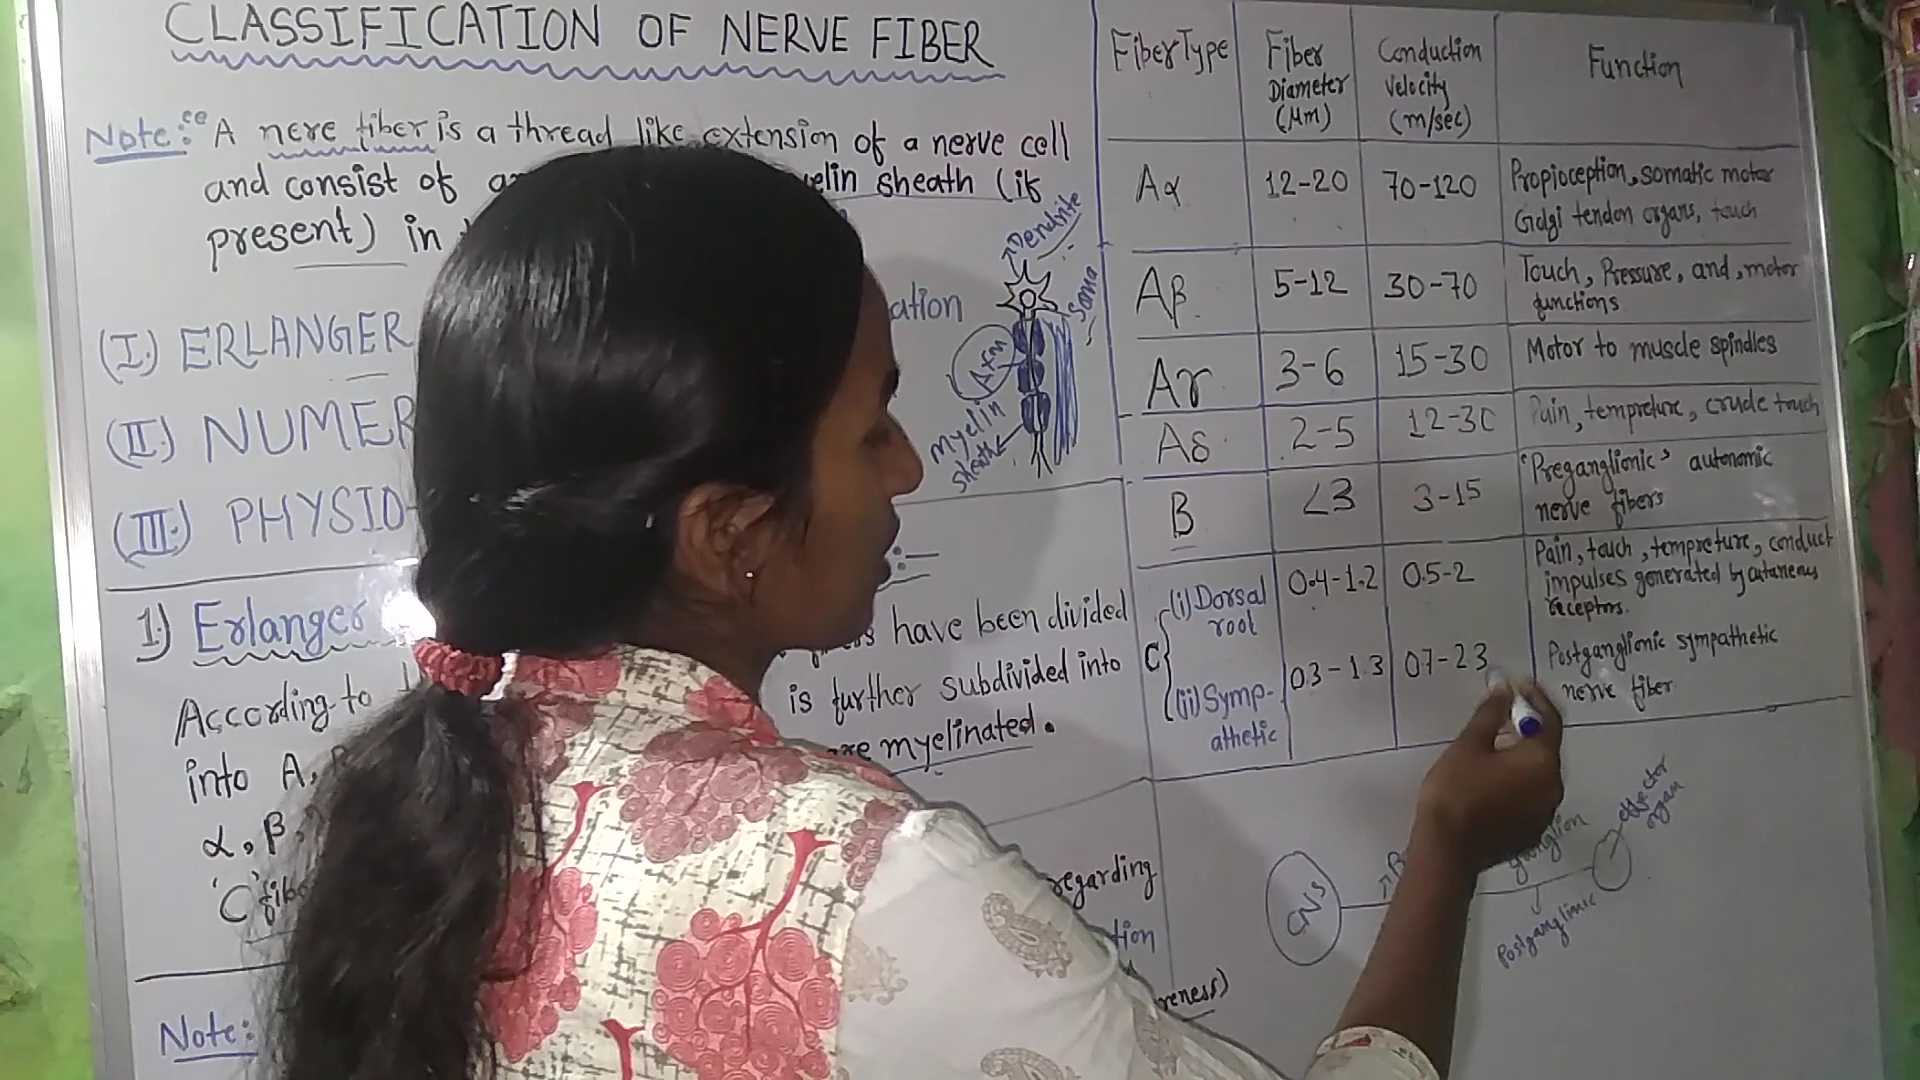 CLASSIFICATION OF NERVE FIBER
Note: A nere fiber is a thread like extension of a nerve cell
and consist of elin sheath (if
present) in
ation
Dendrite
Soma
Axon
myelin
sheath
(I.) ERLANGER
(II.) NUMER
(III.) PHYSIO
1.) Erlanger :-
have been divided
According to
is further subdivided into
into A,
are myelinated.
α, β,
'C' fibe
regarding
tion
reness)
Note:
Fiber Type
Fiber
Diameter
(μm)
Conduction
Velocity
(m/sec)
Function
Aα 12-20 70-120 Propioception, somatic motor
Golgi tendon organs, touch
Aβ 5-12 30-70 Touch, Pressure, and, motor
functions
Aγ 3-6 15-30 Motor to muscle spindles
Aδ 2-5 12-30 Pain, tempreture, crude touch
B <3 3-15 "Preganglionic" autonomic
nerve fibers
C (i) Dorsal
root 0.4-1.2 0.5-2 Pain, touch, tempreture, conduct
impulses generated by cutaneous
receptors.
(ii) Symp-
athetic 0.3-1.3 0.7-2.3 Postganglionic sympathetic
nerve fiber
CNS
ganglion
effector
organ
Postganglionic